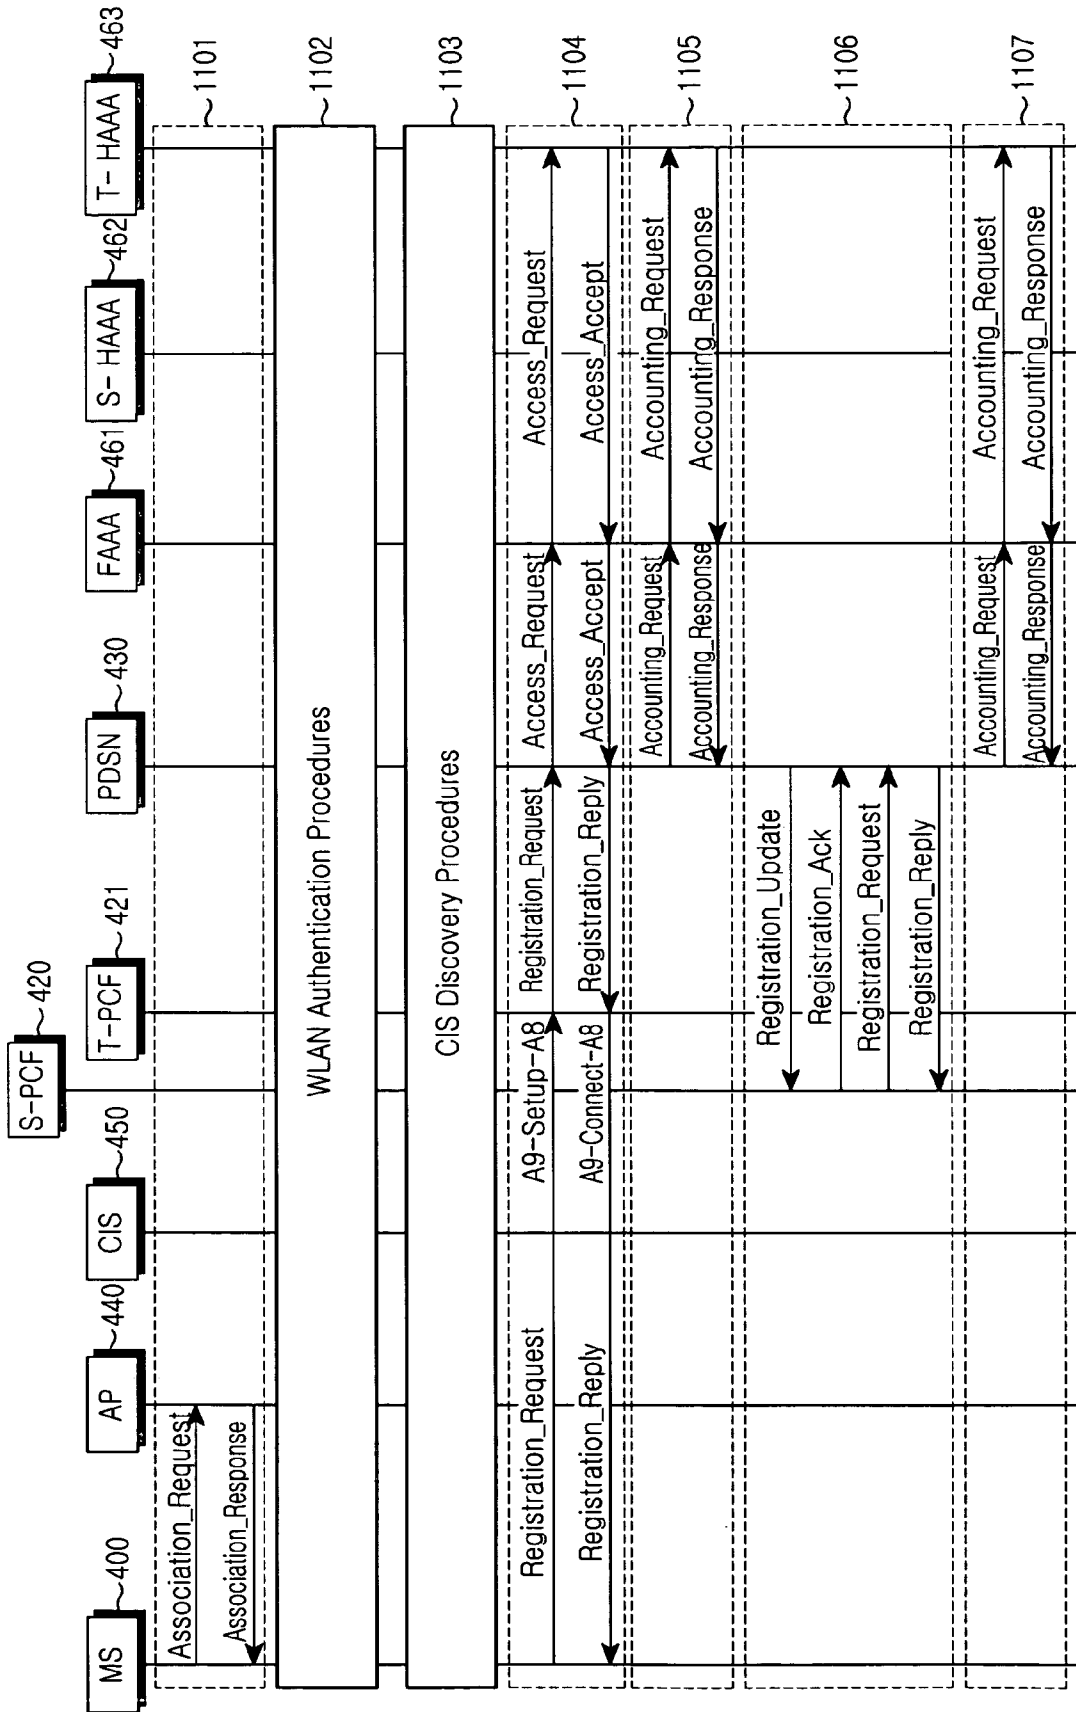 S-PCF 420
MS 400
AP 440
CIS 450
T-PCF 421
PDSN 430
FAAA 461
S- HAAA 462
T- HAAA 463
Association_Request
Association_Response
1101
WLAN Authentication Procedures
1102
CIS Discovery Procedures
1103
Registration_Request
A9-Setup-A8
Registration_Request
Access_Request
Access_Request
Registration_Reply
A9-Connect-A8
Registration_Reply
Access_Accept
Access_Accept
1104
Accounting_Request
Accounting_Request
Accounting_Response
Accounting_Response
1105
Registration_Update
Registration_Ack
Registration_Request
Registration_Reply
1106
Accounting_Request
Accounting_Request
Accounting_Response
Accounting_Response
1107